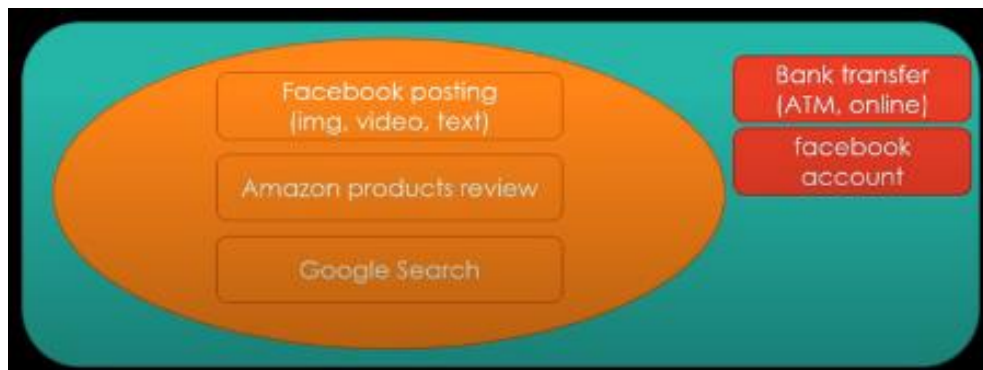 Facebook posting
(img, video, text)
Amazon products review
Google Search
Bank transfer
(ATM, online)
facebook
account